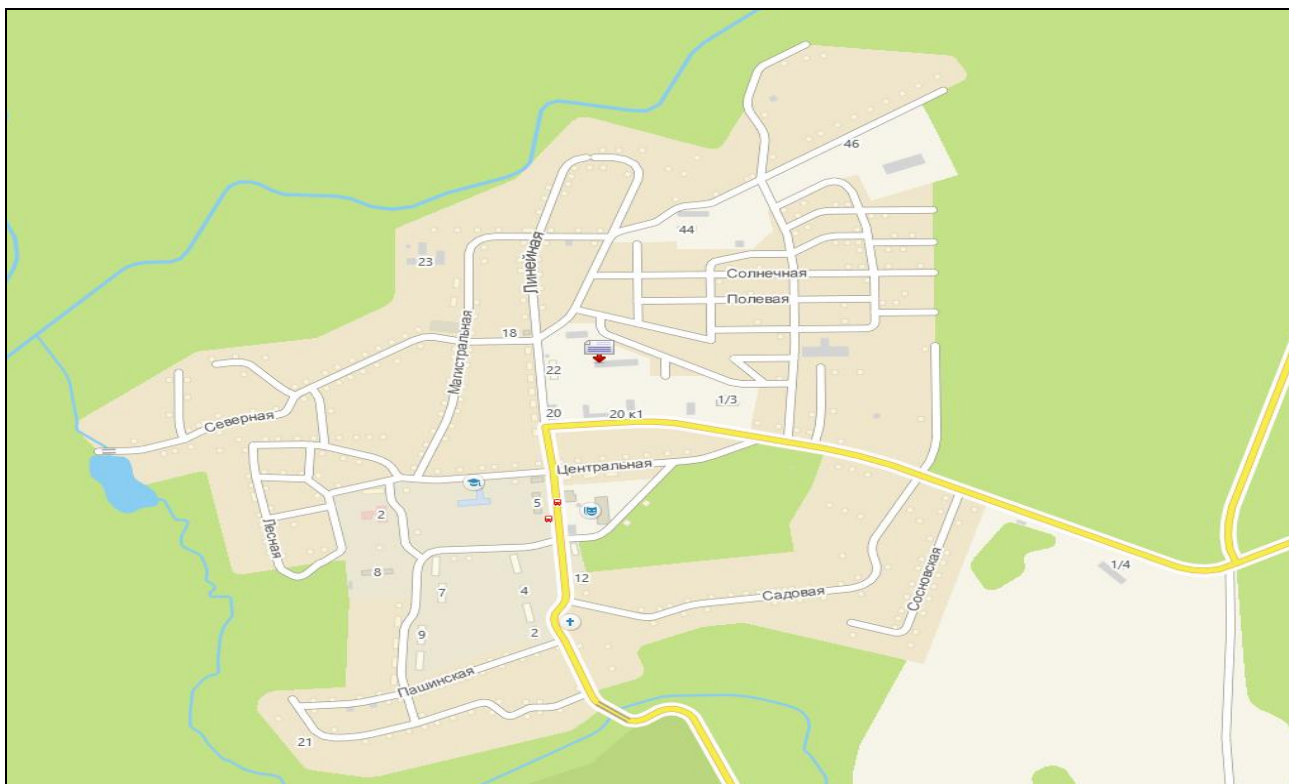 46
44
23
Линейная
Солнечная
Полевая
18
Магистральная
22
1/3
20
20 к1
Северная
Центральная
5
2
Лесная
8
7
4
12
1/4
Садовая
Сосновская
9
2
Пашинская
21